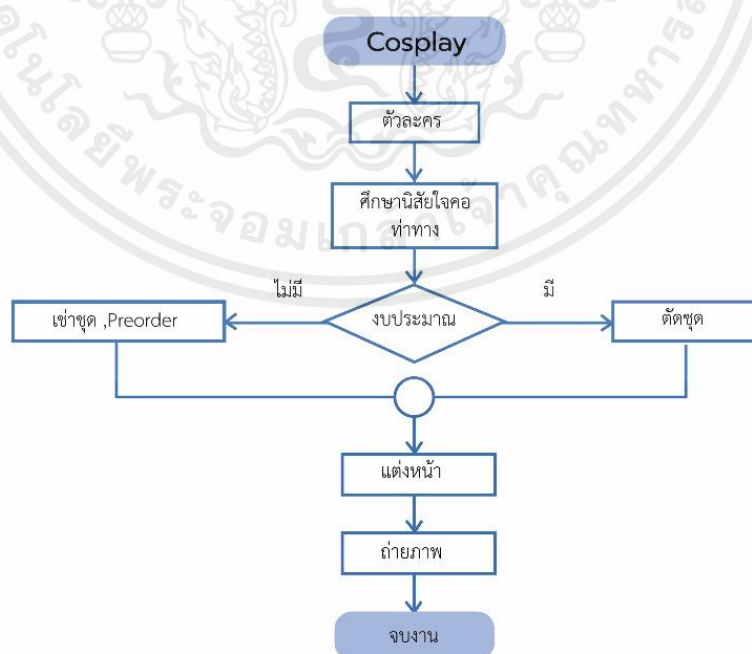 Cosplay
ตัวละคร
ศึกษานิสัยใจคอ
ท่าทาง
ไม่มี
มี
เช่าชุด ,Preorder
งบประมาณ
ตัดชุด
แต่งหน้า
ถ่ายภาพ
จบงาน